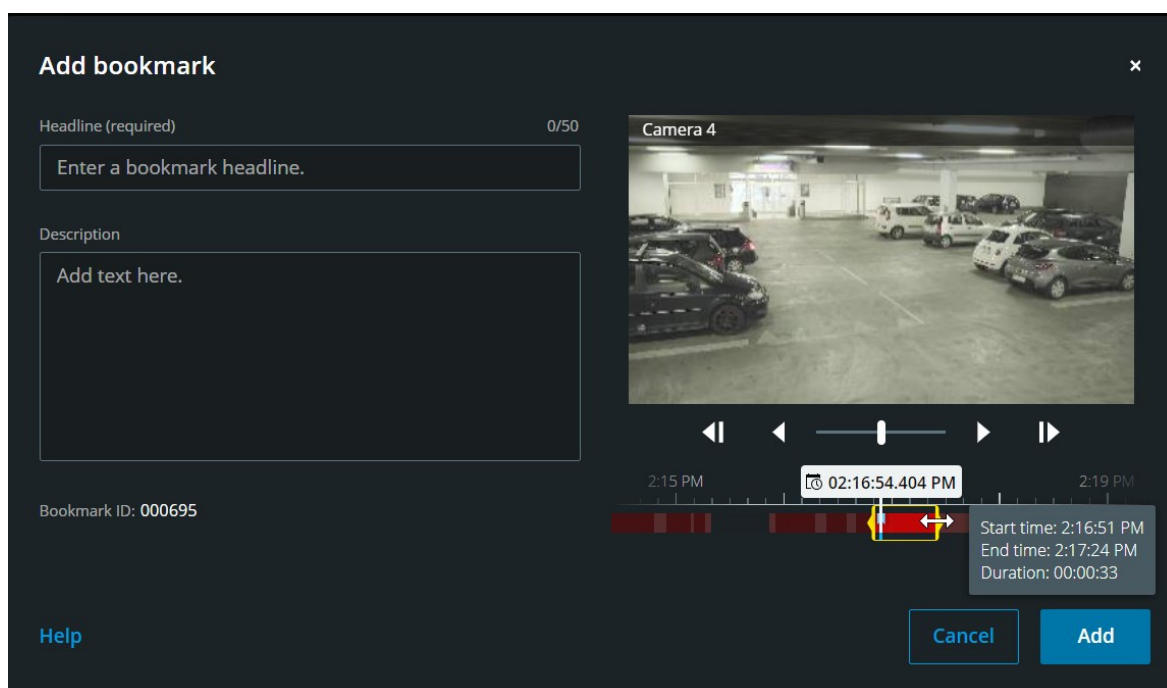 Add bookmark
×
Headline (required) 0/50
Enter a bookmark headline.
Description
Add text here.
Bookmark ID: 000695
Camera 4
2:15 PM 02:16:54.404 PM 2:19 PM
Start time: 2:16:51 PM
End time: 2:17:24 PM
Duration: 00:00:33
Help
Cancel
Add